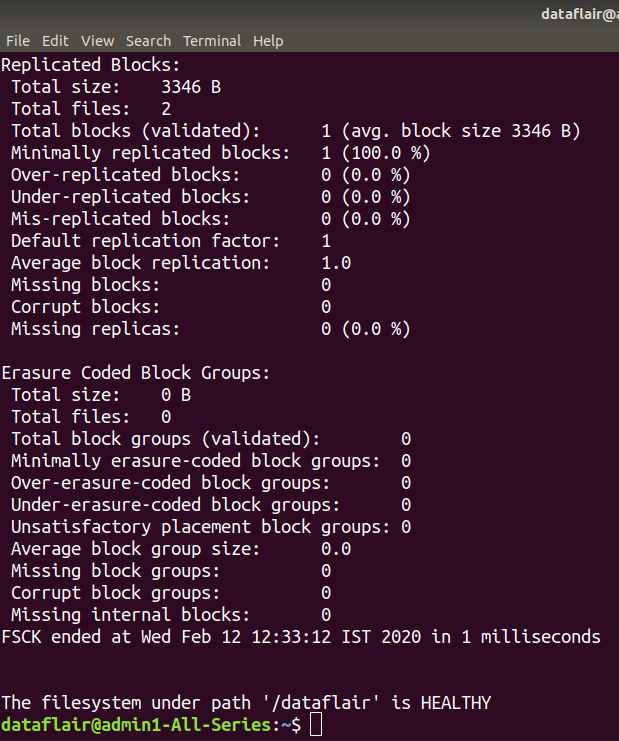 dataflair@a
File Edit View Search Terminal Help
Replicated Blocks:
 Total size:    3346 B
 Total files:   2
 Total blocks (validated):      1 (avg. block size 3346 B)
 Minimally replicated blocks:   1 (100.0 %)
 Over-replicated blocks:        0 (0.0 %)
 Under-replicated blocks:       0 (0.0 %)
 Mis-replicated blocks:         0 (0.0 %)
 Default replication factor:    1
 Average block replication:     1.0
 Missing blocks:                0
 Corrupt blocks:                0
 Missing replicas:              0 (0.0 %)

Erasure Coded Block Groups:
 Total size:    0 B
 Total files:   0
 Total block groups (validated):        0
 Minimally erasure-coded block groups:  0
 Over-erasure-coded block groups:       0
 Under-erasure-coded block groups:      0
 Unsatisfactory placement block groups: 0
 Average block group size:      0.0
 Missing block groups:          0
 Corrupt block groups:          0
 Missing internal blocks:       0
FSCK ended at Wed Feb 12 12:33:12 IST 2020 in 1 milliseconds


The filesystem under path '/dataflair' is HEALTHY
dataflair@admin1-All-Series:~$